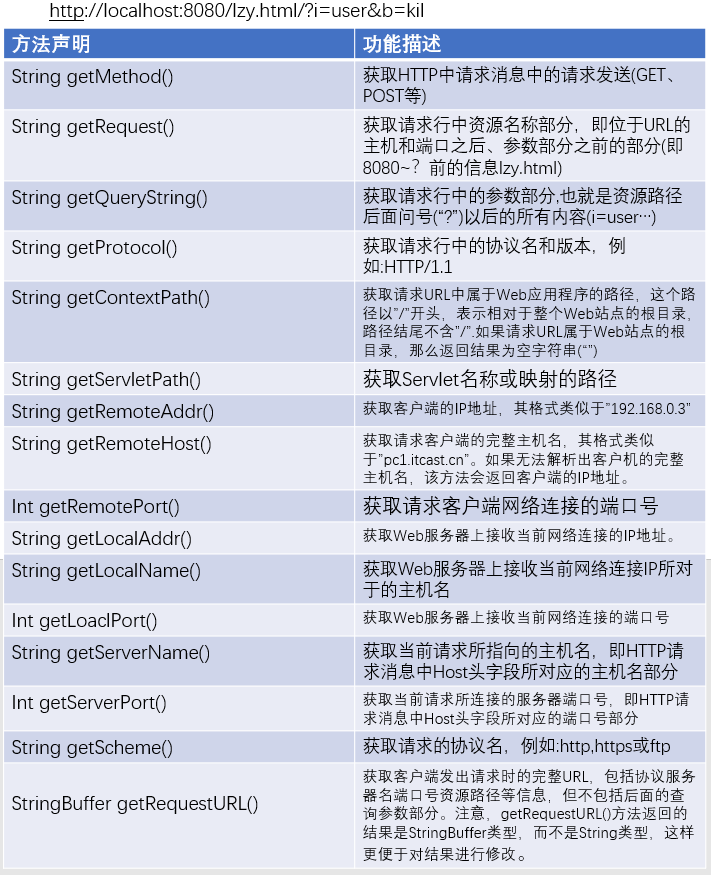 http://localhost:8080/lzy.html/?i=user&b=kil
方法声明
功能描述
String getMethod()
获取HTTP中请求消息中的请求发送(GET、
POST等)
String getRequest()
获取请求行中资源名称部分，即位于URL的
主机和端口之后、参数部分之前的部分(即
8080~？前的信息lzy.html)
String getQueryString()
获取请求行中的参数部分,也就是资源路径
后面问号(“?”)以后的所有内容(i=user…)
String getProtocol()
获取请求行中的协议名和版本，例
如:HTTP/1.1
String getContextPath()
获取请求URL中属于Web应用程序的路径，这个路
径以”/”开头，表示相对于整个Web站点的根目录，
路径结尾不含”/”.如果请求URL属于Web站点的根
目录，那么返回结果为空字符串(“”)
String getServletPath()
获取Servlet名称或映射的路径
String getRemoteAddr()
获取客户端的IP地址，其格式类似于”192.168.0.3”
String getRemoteHost()
获取请求客户端的完整主机名，其格式类似
于”pc1.itcast.cn”。如果无法解析出客户机的完整
主机名，该方法会返回客户端的IP地址。
Int getRemotePort()
获取请求客户端网络连接的端口号
String getLocalAddr()
获取Web服务器上接收当前网络连接的IP地址。
String getLocalName()
获取Web服务器上接收当前网络连接IP所对
于的主机名
Int getLoaclPort()
获取Web服务器上接收当前网络连接的端口号
String getServerName()
获取当前请求所指向的主机名，即HTTP请
求消息中Host头字段所对应的主机名部分
Int getServerPort()
获取当前请求所连接的服务器端口号，即HTTP请
求消息中Host头字段所对应的端口号部分
String getScheme()
获取请求的协议名，例如:http,https或ftp
StringBuffer getRequestURL()
获取客户端发出请求时的完整URL，包括协议服务
器名端口号资源路径等信息，但不包括后面的查
询参数部分。注意，getRequestURL()方法返回的
结果是StringBuffer类型，而不是String类型，这样
更便于对结果进行修改。